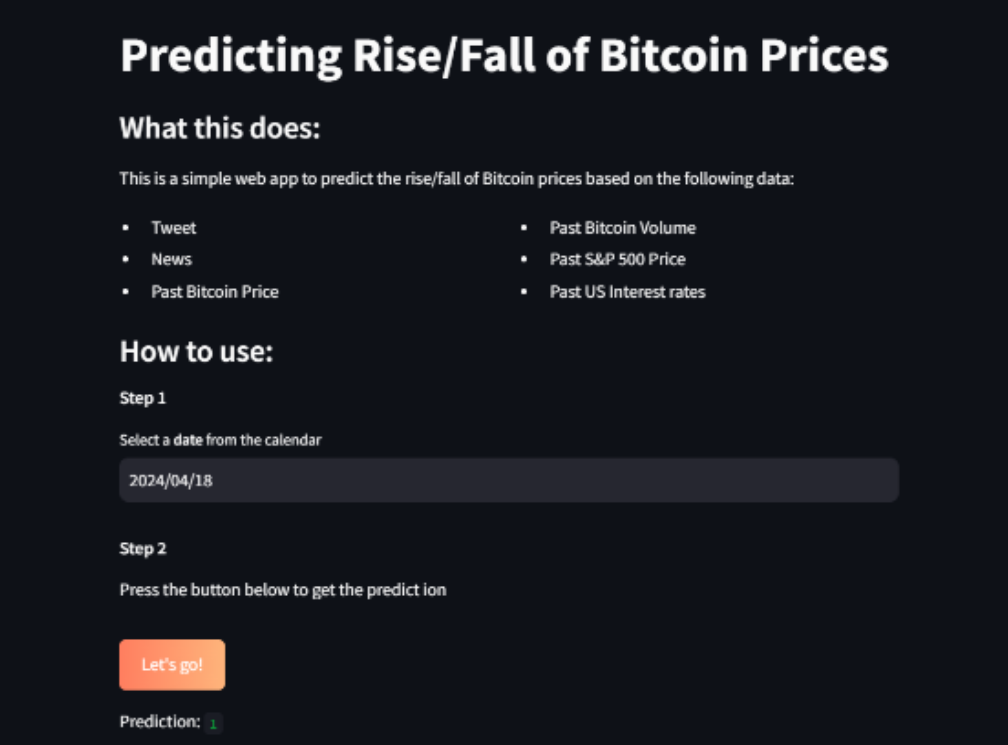 Predicting Rise/Fall of Bitcoin Prices
What this does:
This is a simple web app to predict the rise/fall of Bitcoin prices based on the following data:
• Tweet
• News
• Past Bitcoin Price
• Past Bitcoin Volume
• Past S&P 500 Price
• Past US Interest rates
How to use:
Step 1
Select a date from the calendar
2024/04/18
Step 2
Press the button below to get the predict ion
Let's go!
Prediction: 1